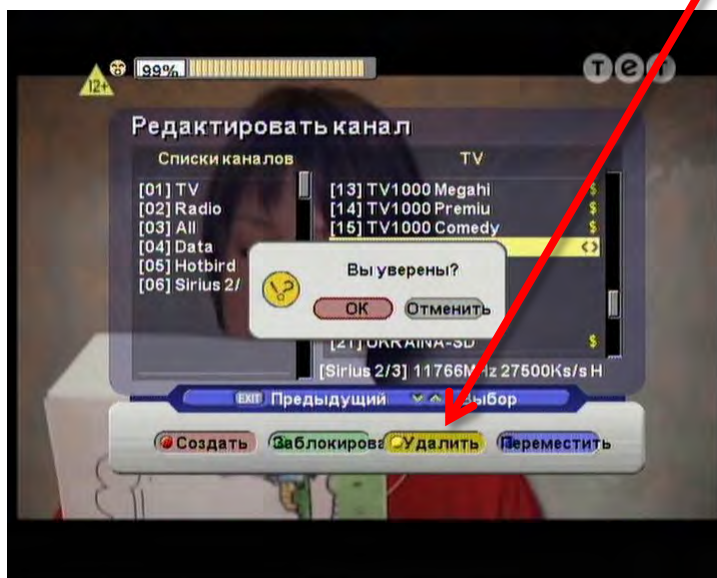 99%
12+
тет
Редактировать канал
Списки каналов
TV
[01] TV
[02] Radio
[03] All
[04] Data
[05] Hotbird
[06] Sirius 2/
[13] TV1000 Megahi $
[14] TV1000 Premiu $
[15] TV1000 Comedy $
Вы уверены?
OK
Отменить
[21] UKRAINA-SD $
[Sirius 2/3] 11766MHz 27500Ks/s H
EXIT Предыдущий
Выбор
Создать
Заблокирова
Удалить
Переместить